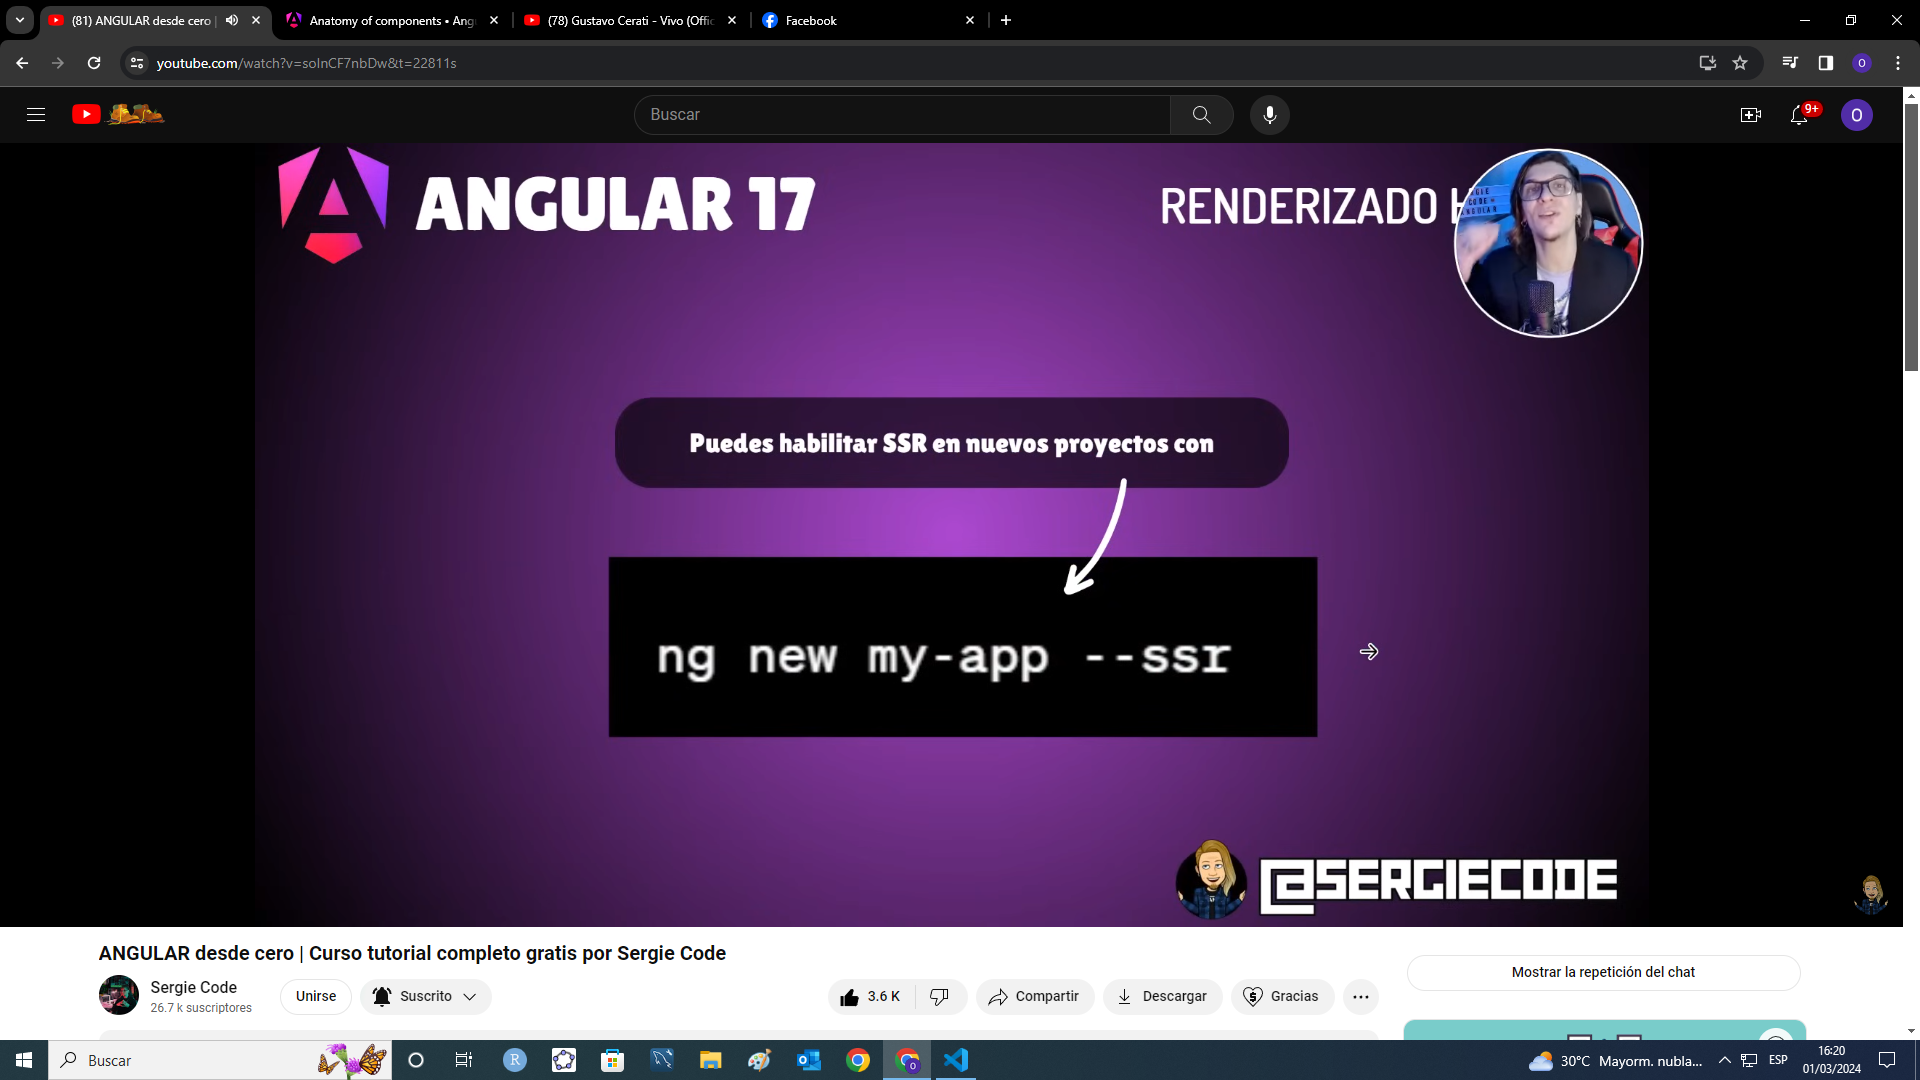 (81) ANGULAR desde cero |
Anatomy of components • Ang
(78) Gustavo Cerati - Vivo (Ofic
Facebook
youtube.com/watch?v=soInCF7nbDw&t=22811s
O
Buscar
9+
O
ANGULAR 17
RENDERIZADO
Puedes habilitar SSR en nuevos proyectos con
ng new my-app --ssr
@SERGIECODE
ANGULAR desde cero | Curso tutorial completo gratis por Sergie Code
Sergie Code
26.7 k suscriptores
Unirse
Suscrito
3.6 K
Compartir
Descargar
Gracias
Mostrar la repetición del chat
Buscar
30°C Mayorm. nubla...
ESP
16:20
01/03/2024